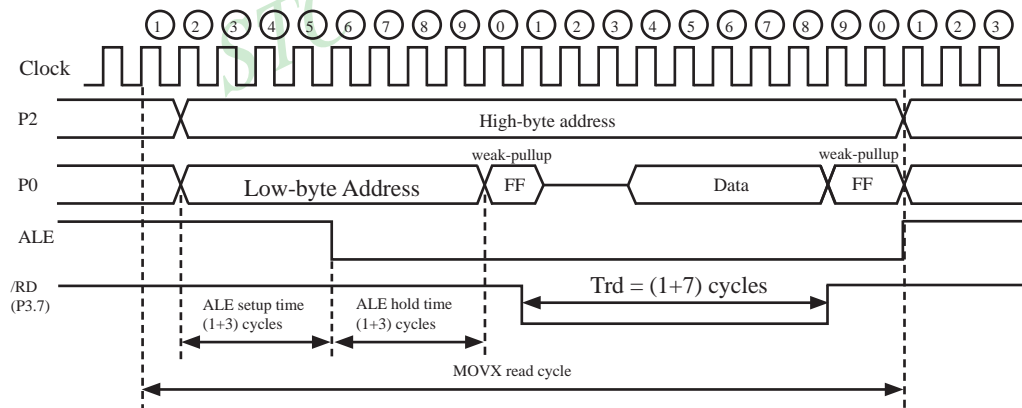 1 2 3 4 5 6 7 8 9 0 1 2 3 4 5 6 7 8 9 0 1 2 3
STC
Clock
P2
High-byte address
weak-pullup
weak-pullup
P0
Low-byte Address
FF
Data
FF
ALE
/RD
(P3.7)
Trd = (1+7) cycles
ALE setup time
(1+3) cycles
ALE hold time
(1+3) cycles
MOVX read cycle